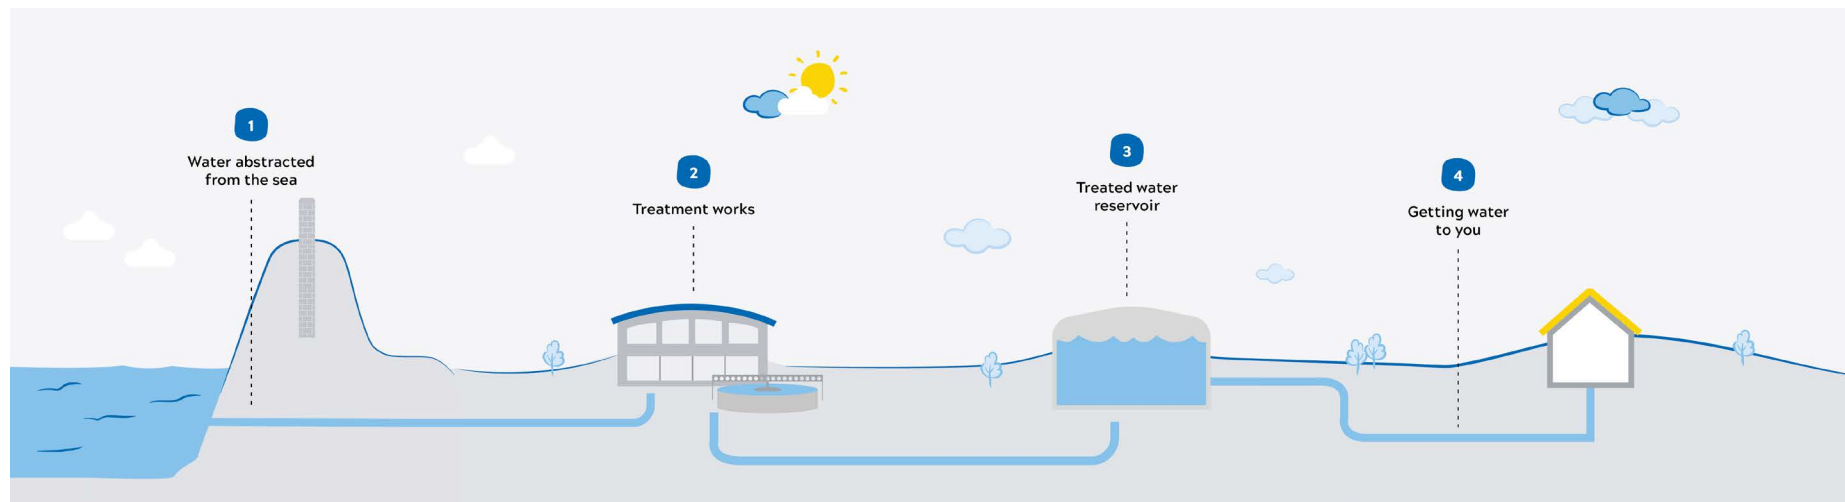 1
Water abstracted
from the sea
2
Treatment works
3
Treated water
reservoir
4
Getting water
to you